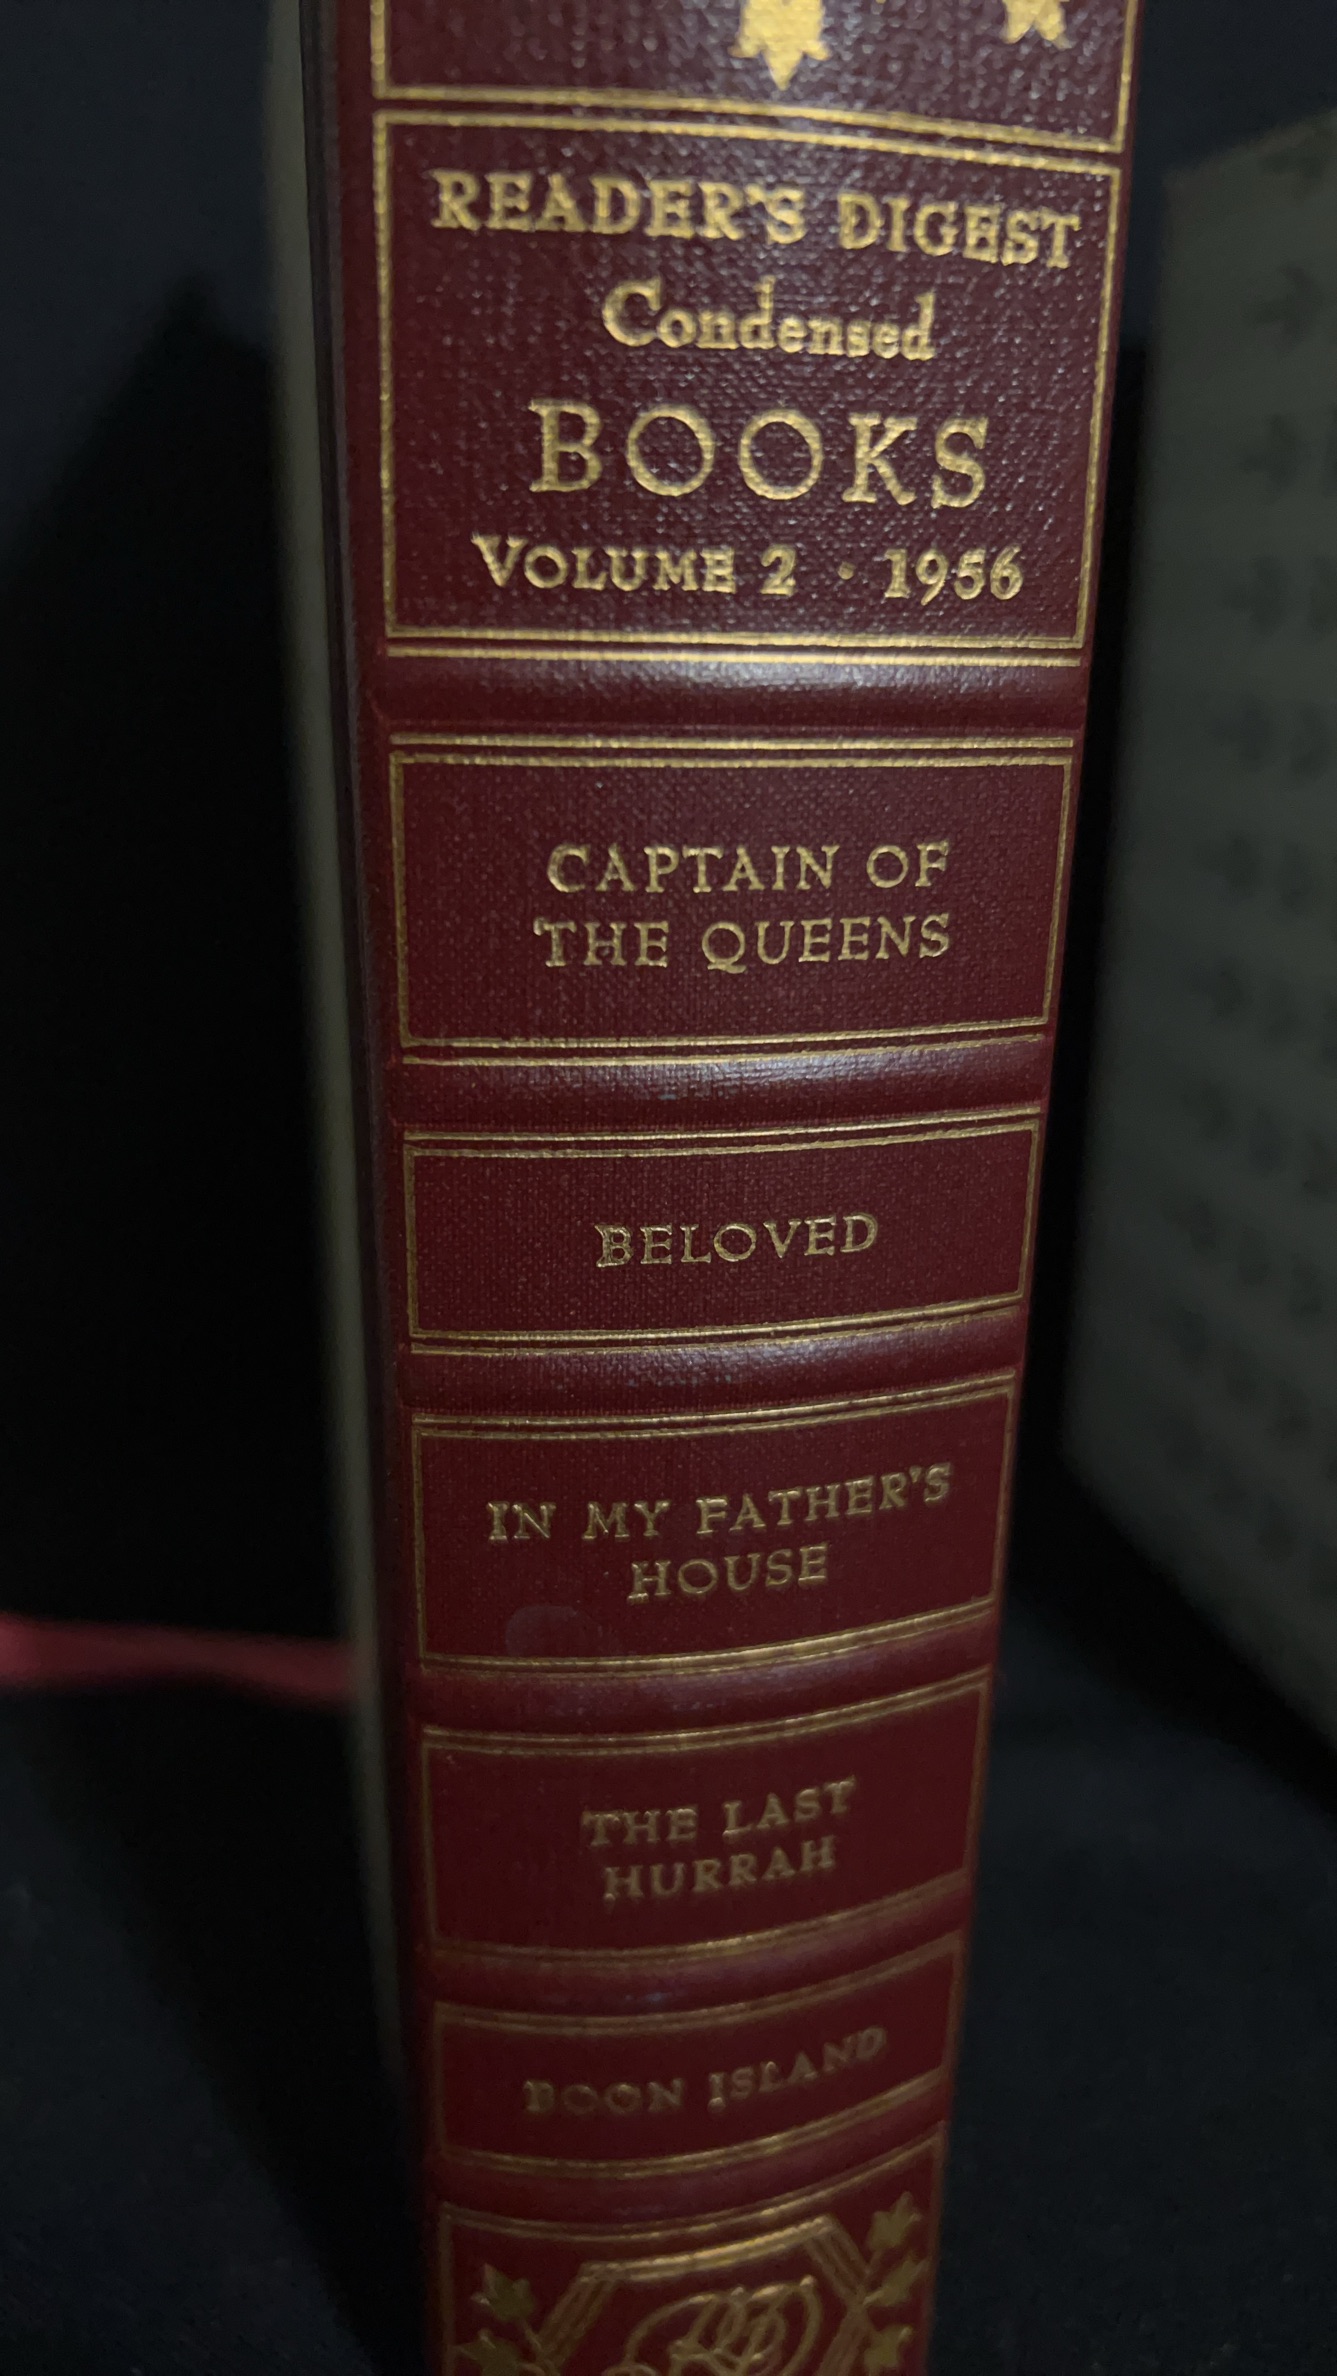 READER'S DIGEST
Condensed
BOOKS
VOLUME 2 · 1956
CAPTAIN OF
THE QUEENS
BELOVED
IN MY FATHER'S
HOUSE
THE LAST
HURRAH
BOON ISLAND
RD